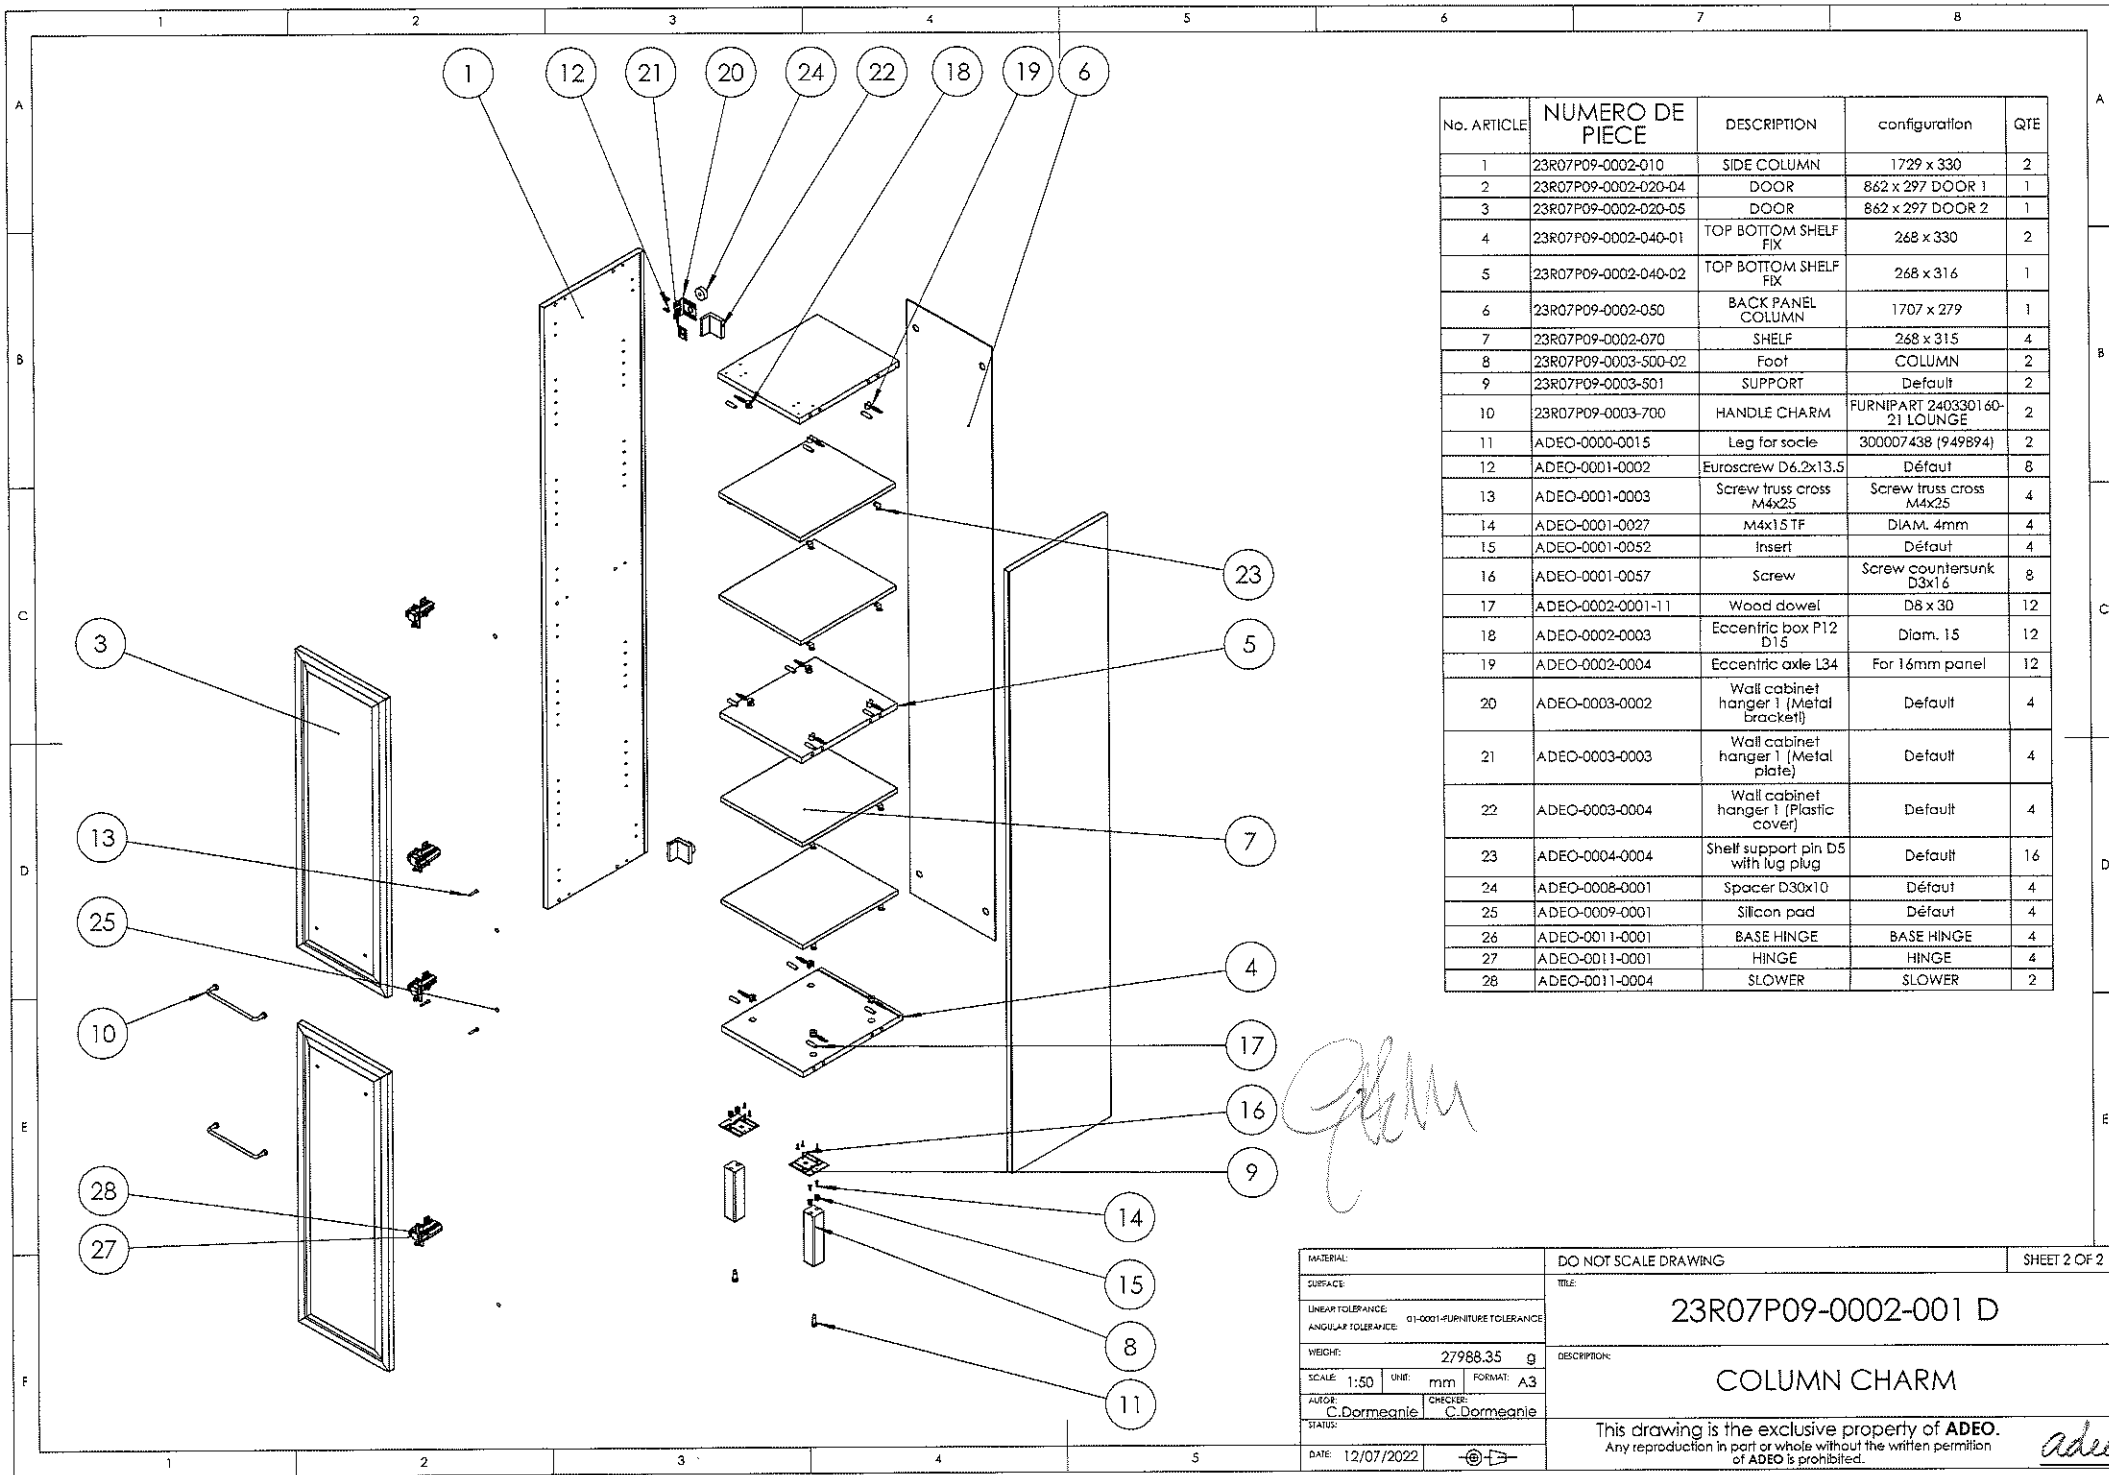 1 2 3 4 5 6 7 8
A A
B B
C C
D D
E E
F
1 12 21 20 24 22 18 19 6
3
13
25
10
28
27
23
5
7
4
17
16
9
14
15
8
11
No. ARTICLE NUMERO DE PIECE DESCRIPTION configuration QTE
1 23R07P09-0002-010 SIDE COLUMN 1729 x 330 2
2 23R07P09-0002-020-04 DOOR 862 x 297 DOOR 1 1
3 23R07P09-0002-020-05 DOOR 862 x 297 DOOR 2 1
4 23R07P09-0002-040-01 TOP BOTTOM SHELF FIX 268 x 330 2
5 23R07P09-0002-040-02 TOP BOTTOM SHELF FIX 268 x 316 1
6 23R07P09-0002-050 BACK PANEL COLUMN 1707 x 279 1
7 23R07P09-0002-070 SHELF 268 x 315 4
8 23R07P09-0003-500-02 Foot COLUMN 2
9 23R07P09-0003-501 SUPPORT Default 2
10 23R07P09-0003-700 HANDLE CHARM FURNIPART 240330160-21 LOUNGE 2
11 ADEO-0000-0015 Leg for socle 300007438 (949894) 2
12 ADEO-0001-0002 Euroscrew D6.2x13.5 Défaut 8
13 ADEO-0001-0003 Screw truss cross M4x25 Screw truss cross M4x25 4
14 ADEO-0001-0027 M4x15 TF DIAM. 4mm 4
15 ADEO-0001-0052 Insert Défaut 4
16 ADEO-0001-0057 Screw Screw countersunk D3x16 8
17 ADEO-0002-0001-11 Wood dowel D8 x 30 12
18 ADEO-0002-0003 Eccentric box P12 D15 Diam. 15 12
19 ADEO-0002-0004 Eccentric axle L34 For 16mm panel 12
20 ADEO-0003-0002 Wall cabinet hanger 1 (Metal bracketl) Default 4
21 ADEO-0003-0003 Wall cabinet hanger 1 (Metal plate) Default 4
22 ADEO-0003-0004 Wall cabinet hanger 1 (Plastic cover) Default 4
23 ADEO-0004-0004 Shelf support pin D5 with lug plug Default 16
24 ADEO-0008-0001 Spacer D30x10 Défaut 4
25 ADEO-0009-0001 Silicon pad Défaut 4
26 ADEO-0011-0001 BASE HINGE BASE HINGE 4
27 ADEO-0011-0001 HINGE HINGE 4
28 ADEO-0011-0004 SLOWER SLOWER 2
MATERIAL:
SURFACE:
LINEAR TOLERANCE:
ANGULAR TOLERANCE: 01-0001-FURNITURE TOLERANCE
WEIGHT: 27988.35 g
SCALE: 1:50 UNIT: mm FORMAT: A3
AUTOR: C.Dormegnie CHECKER: C.Dormegnie
STATUS:
DATE: 12/07/2022
DO NOT SCALE DRAWING SHEET 2 OF 2
TITLE:
23R07P09-0002-001 D
DESCRIPTION:
COLUMN CHARM
This drawing is the exclusive property of ADEO.
Any reproduction in part or whole without the written permition
of ADEO is prohibited.
1 2 3 4 5